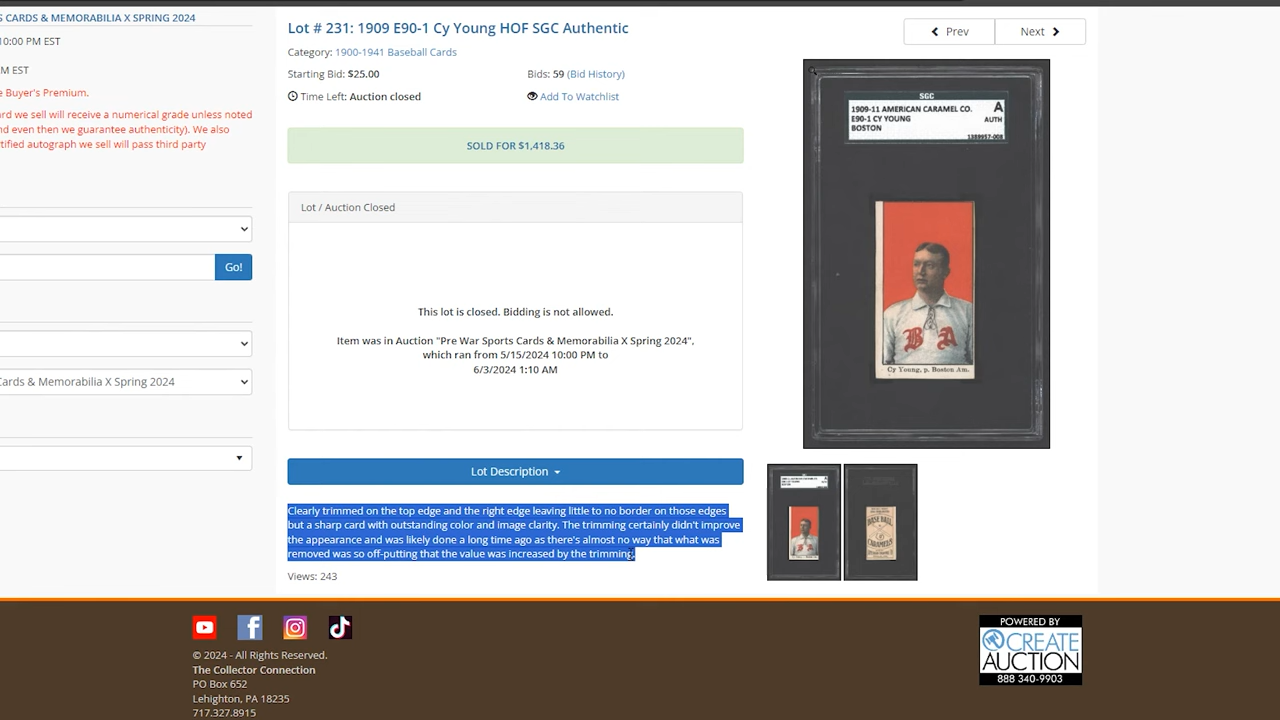 S CARDS & MEMORABILIA X SPRING 2024
10:00 PM EST
M EST
e Buyer's Premium.
ard we sell will receive a numerical grade unless noted
nd even then we guarantee authenticity). We also
rtified autograph we sell will pass third party
Go!
Cards & Memorabilia X Spring 2024
Lot # 231: 1909 E90-1 Cy Young HOF SGC Authentic
Category: 1900-1941 Baseball Cards
Starting Bid: $25.00
Bids: 59 (Bid History)
Time Left: Auction closed
Add To Watchlist
SOLD FOR $1,418.36
Lot / Auction Closed
This lot is closed. Bidding is not allowed.
Item was in Auction "Pre War Sports Cards & Memorabilia X Spring 2024",
which ran from 5/15/2024 10:00 PM to
6/3/2024 1:10 AM
Lot Description
Clearly trimmed on the top edge and the right edge leaving little to no border on those edges
but a sharp card with outstanding color and image clarity. The trimming certainly didn't improve
the appearance and was likely done a long time ago as there's almost no way that what was
removed was so off-putting that the value was increased by the trimming.
Views: 243
Prev
Next
SGC
1909-11 AMERICAN CARAMEL CO.
A
E90-1 CY YOUNG
AUTH
BOSTON
1389957-008
B A
Cy Young, p. Boston Am.
BASE BALL
CARAMELS
© 2024 - All Rights Reserved.
The Collector Connection
PO Box 652
Lehighton, PA 18235
717.327.8915
POWERED BY
CREATE
AUCTION
888 340-9903